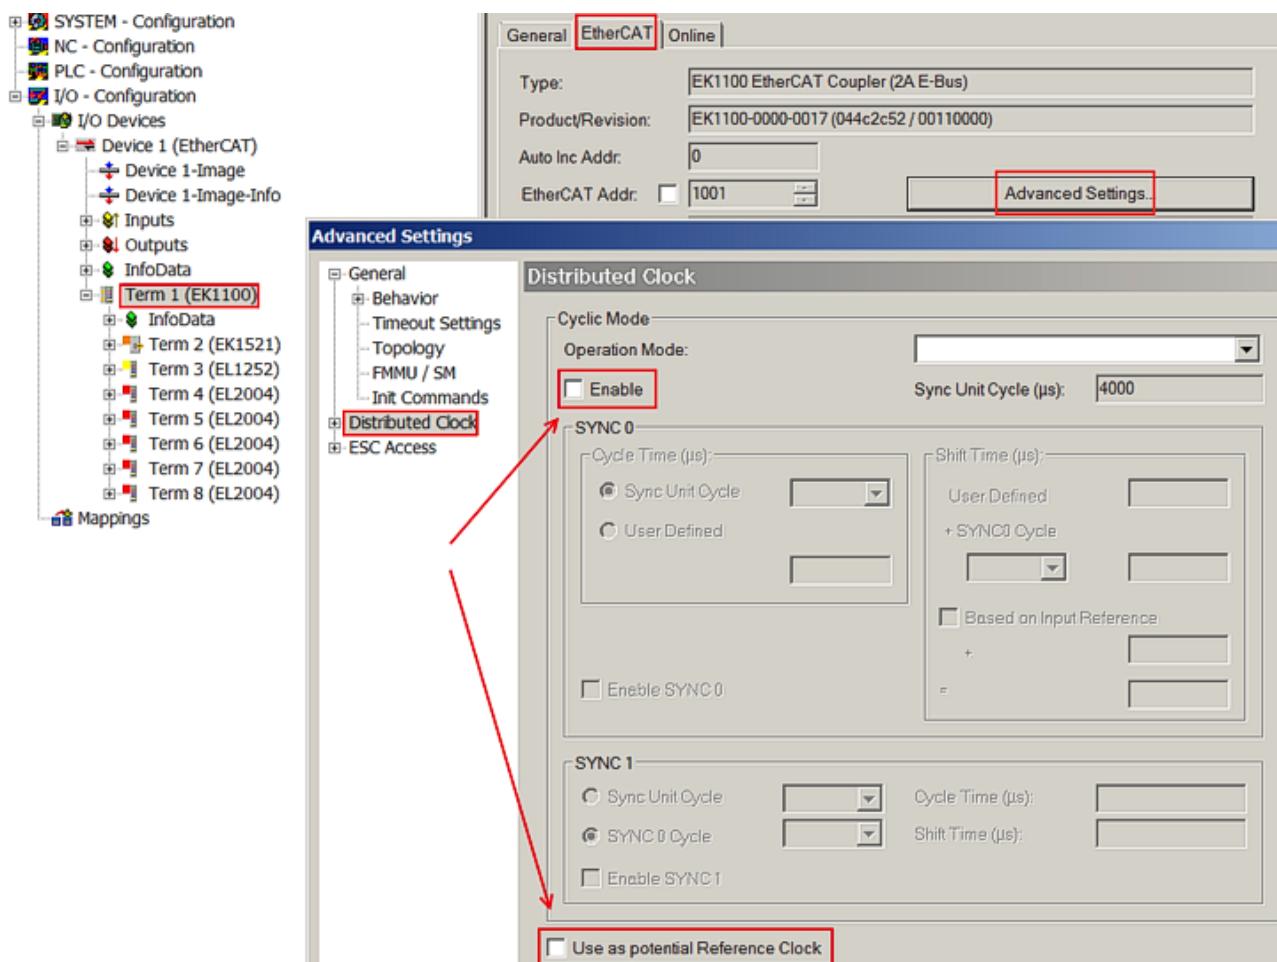 SYSTEM - Configuration
NC - Configuration
PLC - Configuration
I/O - Configuration
I/O Devices
Device 1 (EtherCAT)
Device 1-Image
Device 1-Image-Info
Inputs
Outputs
InfoData
Term 1 (EK1100)
InfoData
Term 2 (EK1521)
Term 3 (EL1252)
Term 4 (EL2004)
Term 5 (EL2004)
Term 6 (EL2004)
Term 7 (EL2004)
Term 8 (EL2004)
Mappings
General EtherCAT Online
Type: EK1100 EtherCAT Coupler (2A E-Bus)
Product/Revision: EK1100-0000-0017 (044c2c52 / 00110000)
Auto Inc Addr: 0
EtherCAT Addr: 1001 Advanced Settings..
Advanced Settings
General
Behavior
Timeout Settings
Topology
FMMU / SM
Init Commands
Distributed Clock
ESC Access
Distributed Clock
Cyclic Mode
Operation Mode:
Enable Sync Unit Cycle (µs): 4000
SYNC 0
Cycle Time (µs): Shift Time (µs):
Sync Unit Cycle User Defined
User Defined + SYNC0 Cycle
Based on Input Reference
+
Enable SYNC 0 =
SYNC 1
Sync Unit Cycle Cycle Time (µs):
SYNC 0 Cycle Shift Time (µs):
Enable SYNC 1
Use as potential Reference Clock